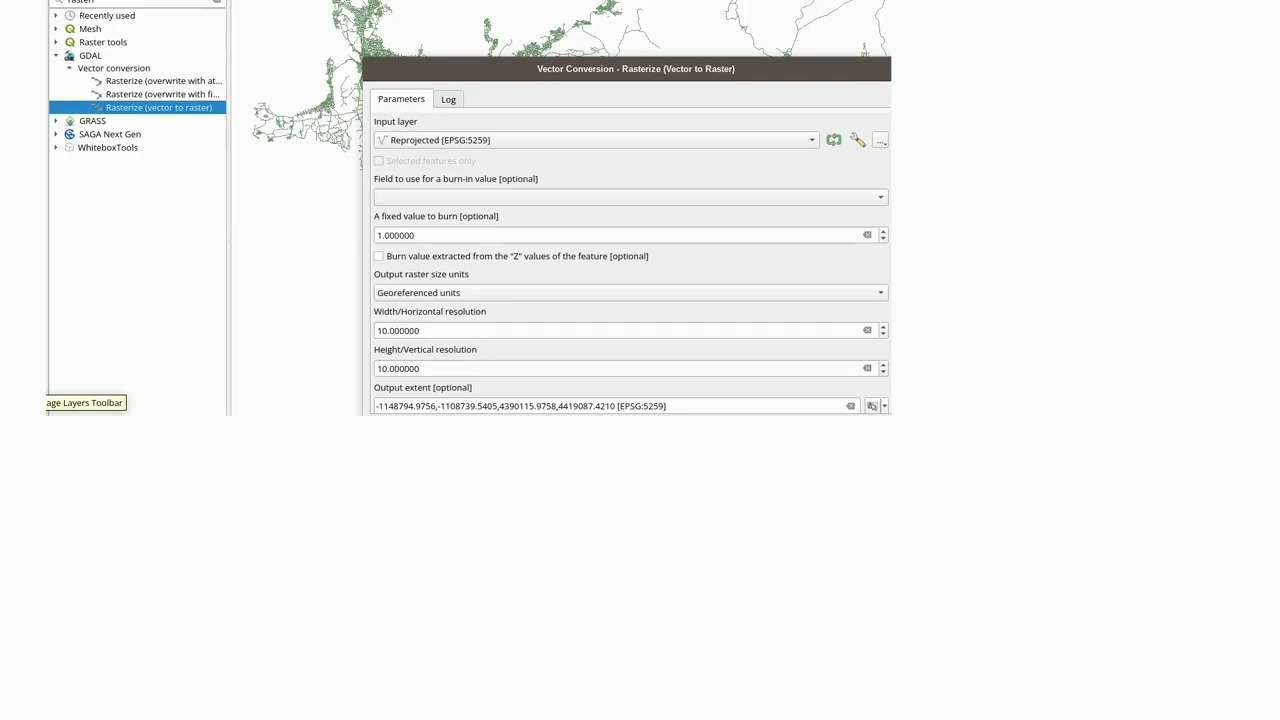 Recently used
Mesh
Raster tools
GDAL
Vector conversion
Rasterize (overwrite with at...
Rasterize (overwrite with fi...
Rasterize (vector to raster)
GRASS
SAGA Next Gen
WhiteboxTools
age Layers Toolbar
Vector Conversion - Rasterize (Vector to Raster)
Parameters
Log
Input layer
Reprojected [EPSG:5259]
...
Selected features only
Field to use for a burn-in value [optional]
A fixed value to burn [optional]
1.000000
Burn value extracted from the "Z" values of the feature [optional]
Output raster size units
Georeferenced units
Width/Horizontal resolution
10.000000
Height/Vertical resolution
10.000000
Output extent [optional]
-1148794.9756,-1108739.5405,4390115.9758,4419087.4210 [EPSG:5259]